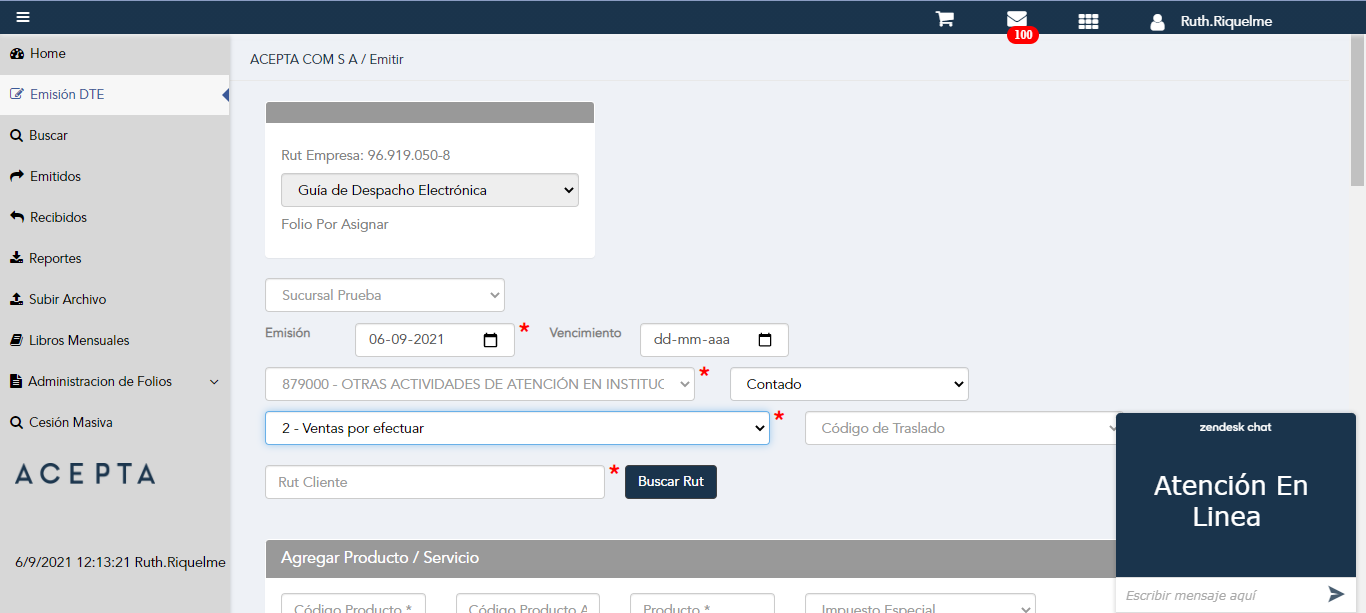 100
Ruth.Riquelme
Home
Emisión DTE
Buscar
Emitidos
Recibidos
Reportes
Subir Archivo
Libros Mensuales
Administracion de Folios
Cesión Masiva
ACEPTA
6/9/2021 12:13:21 Ruth.Riquelme
ACEPTA COM S A / Emitir
Rut Empresa: 96.919.050-8
Guía de Despacho Electrónica
Folio Por Asignar
Sucursal Prueba
Emisión 06-09-2021 * Vencimiento dd-mm-aaa
879000 - OTRAS ACTIVIDADES DE ATENCIÓN EN INSTITUC * Contado
2 - Ventas por efectuar * Código de Traslado
Rut Cliente * Buscar Rut
Agregar Producto / Servicio
Código Producto * Código Producto A Producto * Impuesto Especial
zendesk chat
Atención En
Linea
Escribir mensaje aquí